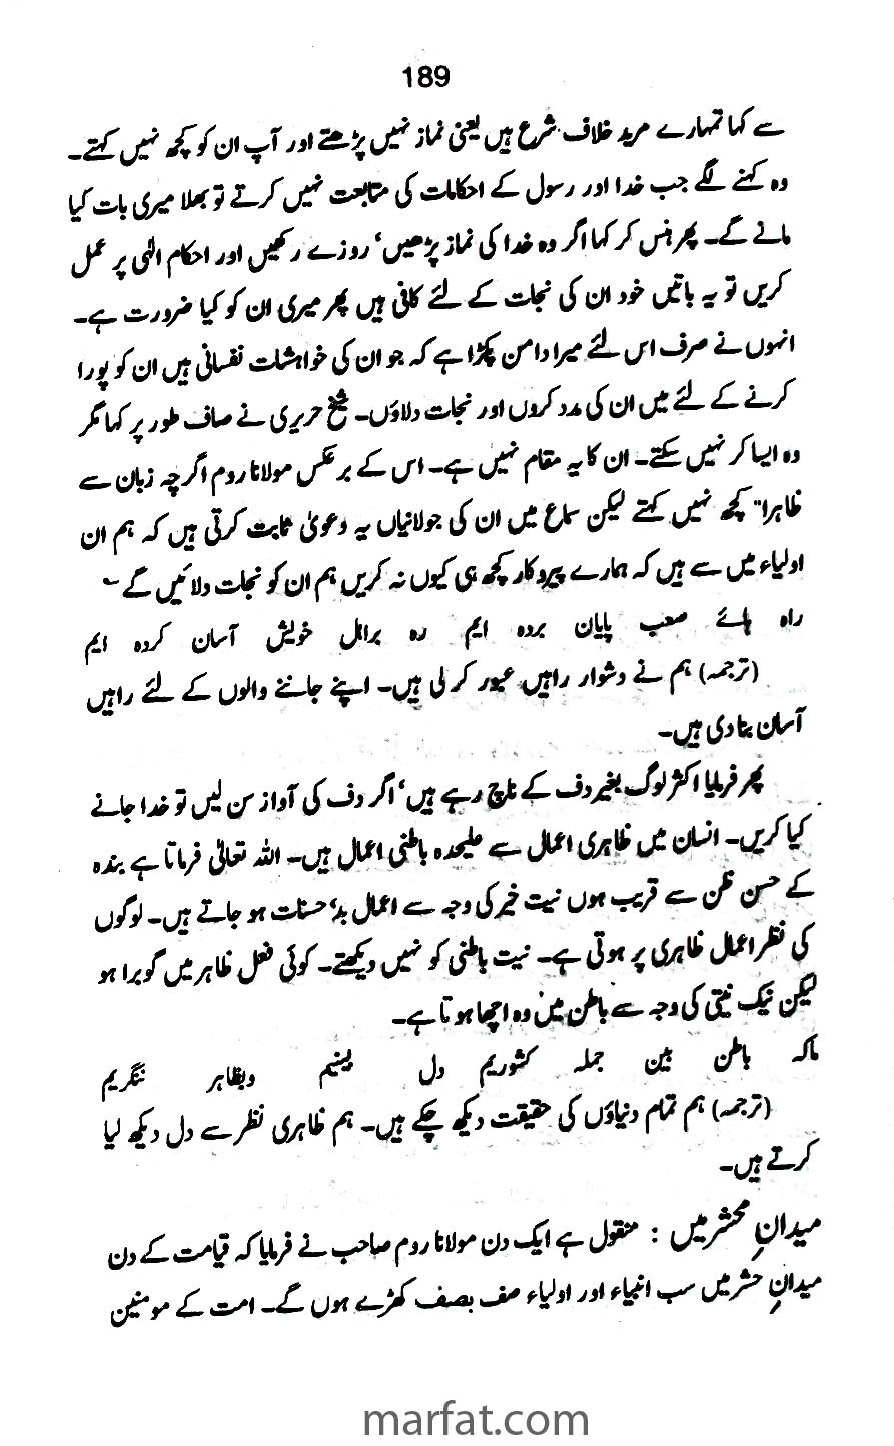 189
سے کہا تمہارے مرید خلاف شرع ہیں یعنی نماز نہیں پڑھتے اور آپ ان کو کچھ نہیں کہتے۔
وہ کہنے لگے جب خدا اور رسول کے احکامات کی متابعت نہیں کرتے تو بھلا میری بات کیا
مانے گے۔ پھر ہنس کر کہا اگر وہ خدا کی نماز پڑھیں، روزے رکھیں اور احکام الٰہی پر عمل
کریں تو یہ باتیں خود ان کی نجات کے لئے کافی ہیں پھر میری ان کو کیا ضرورت ہے۔
انہوں نے صرف اس لئے میرا دامن پکڑا ہے کہ جو ان کی خواہشات نفسانی ہیں ان کو پورا
کرنے کے لئے میں ان کی مدد کروں اور نجات دلاؤں۔ شیخ حریری نے صاف طور پر کہا مگر
وہ ایسا کر نہیں سکتے۔ ان کا یہ مقام نہیں ہے۔ اس کے برعکس مولانا روم اگرچہ زبان سے
ظاہرا" کچھ نہیں کہتے لیکن سماع میں ان کی جولانیاں یہ دعویٰ ثابت کرتی ہیں کہ ہم ان
اولیاء میں سے ہیں کہ ہمارے پیروکار کچھ ہی کیوں نہ کریں ہم ان کو نجات دلائیں گے ؎
راہ ہائے صعب پایان بردہ ایم رہ براہل خویش آسان کردہ ایم
(ترجمہ) ہم نے دشوار راہیں عبور کر لی ہیں۔ اپنے جاننے والوں کے لئے راہیں
آسان بنا دی ہیں۔
پھر فرمایا اکثر لوگ بغیر دف کے ناچ رہے ہیں، اگر دف کی آواز سن لیں تو خدا جانے
کیا کریں۔ انسان میں ظاہری اعمال سے علیحدہ باطنی اعمال ہیں۔ اللہ تعالٰی فرماتا ہے بندہ
کے حسن ظن سے قریب ہوں نیت خیر کی وجہ سے اعمال بد، حسنات ہو جاتے ہیں۔ لوگوں
کی نظر اعمال ظاہری پر ہوتی ہے۔ نیت باطنی کو نہیں دیکھتے۔ کوئی فعل ظاہر میں گو برا ہو
لیکن نیک نیتی کی وجہ سے باطن میں وہ اچھا ہوتا ہے۔
ماکہ باطن بین جملہ کشوریم دل بینیم وبظاہر ننگریم
(ترجمہ) ہم تمام دنیاؤں کی حقیقت دیکھ چکے ہیں۔ ہم ظاہری نظر سے دل دیکھ لیا
کرتے ہیں۔
میدانِ محشر میں : منقول ہے ایک دن مولانا روم صاحب نے فرمایا کہ قیامت کے دن
میدانِ حشر میں سب انبیاء اور اولیاء صف بصف کھڑے ہوں گے۔ امت کے مومنین
marfat.com